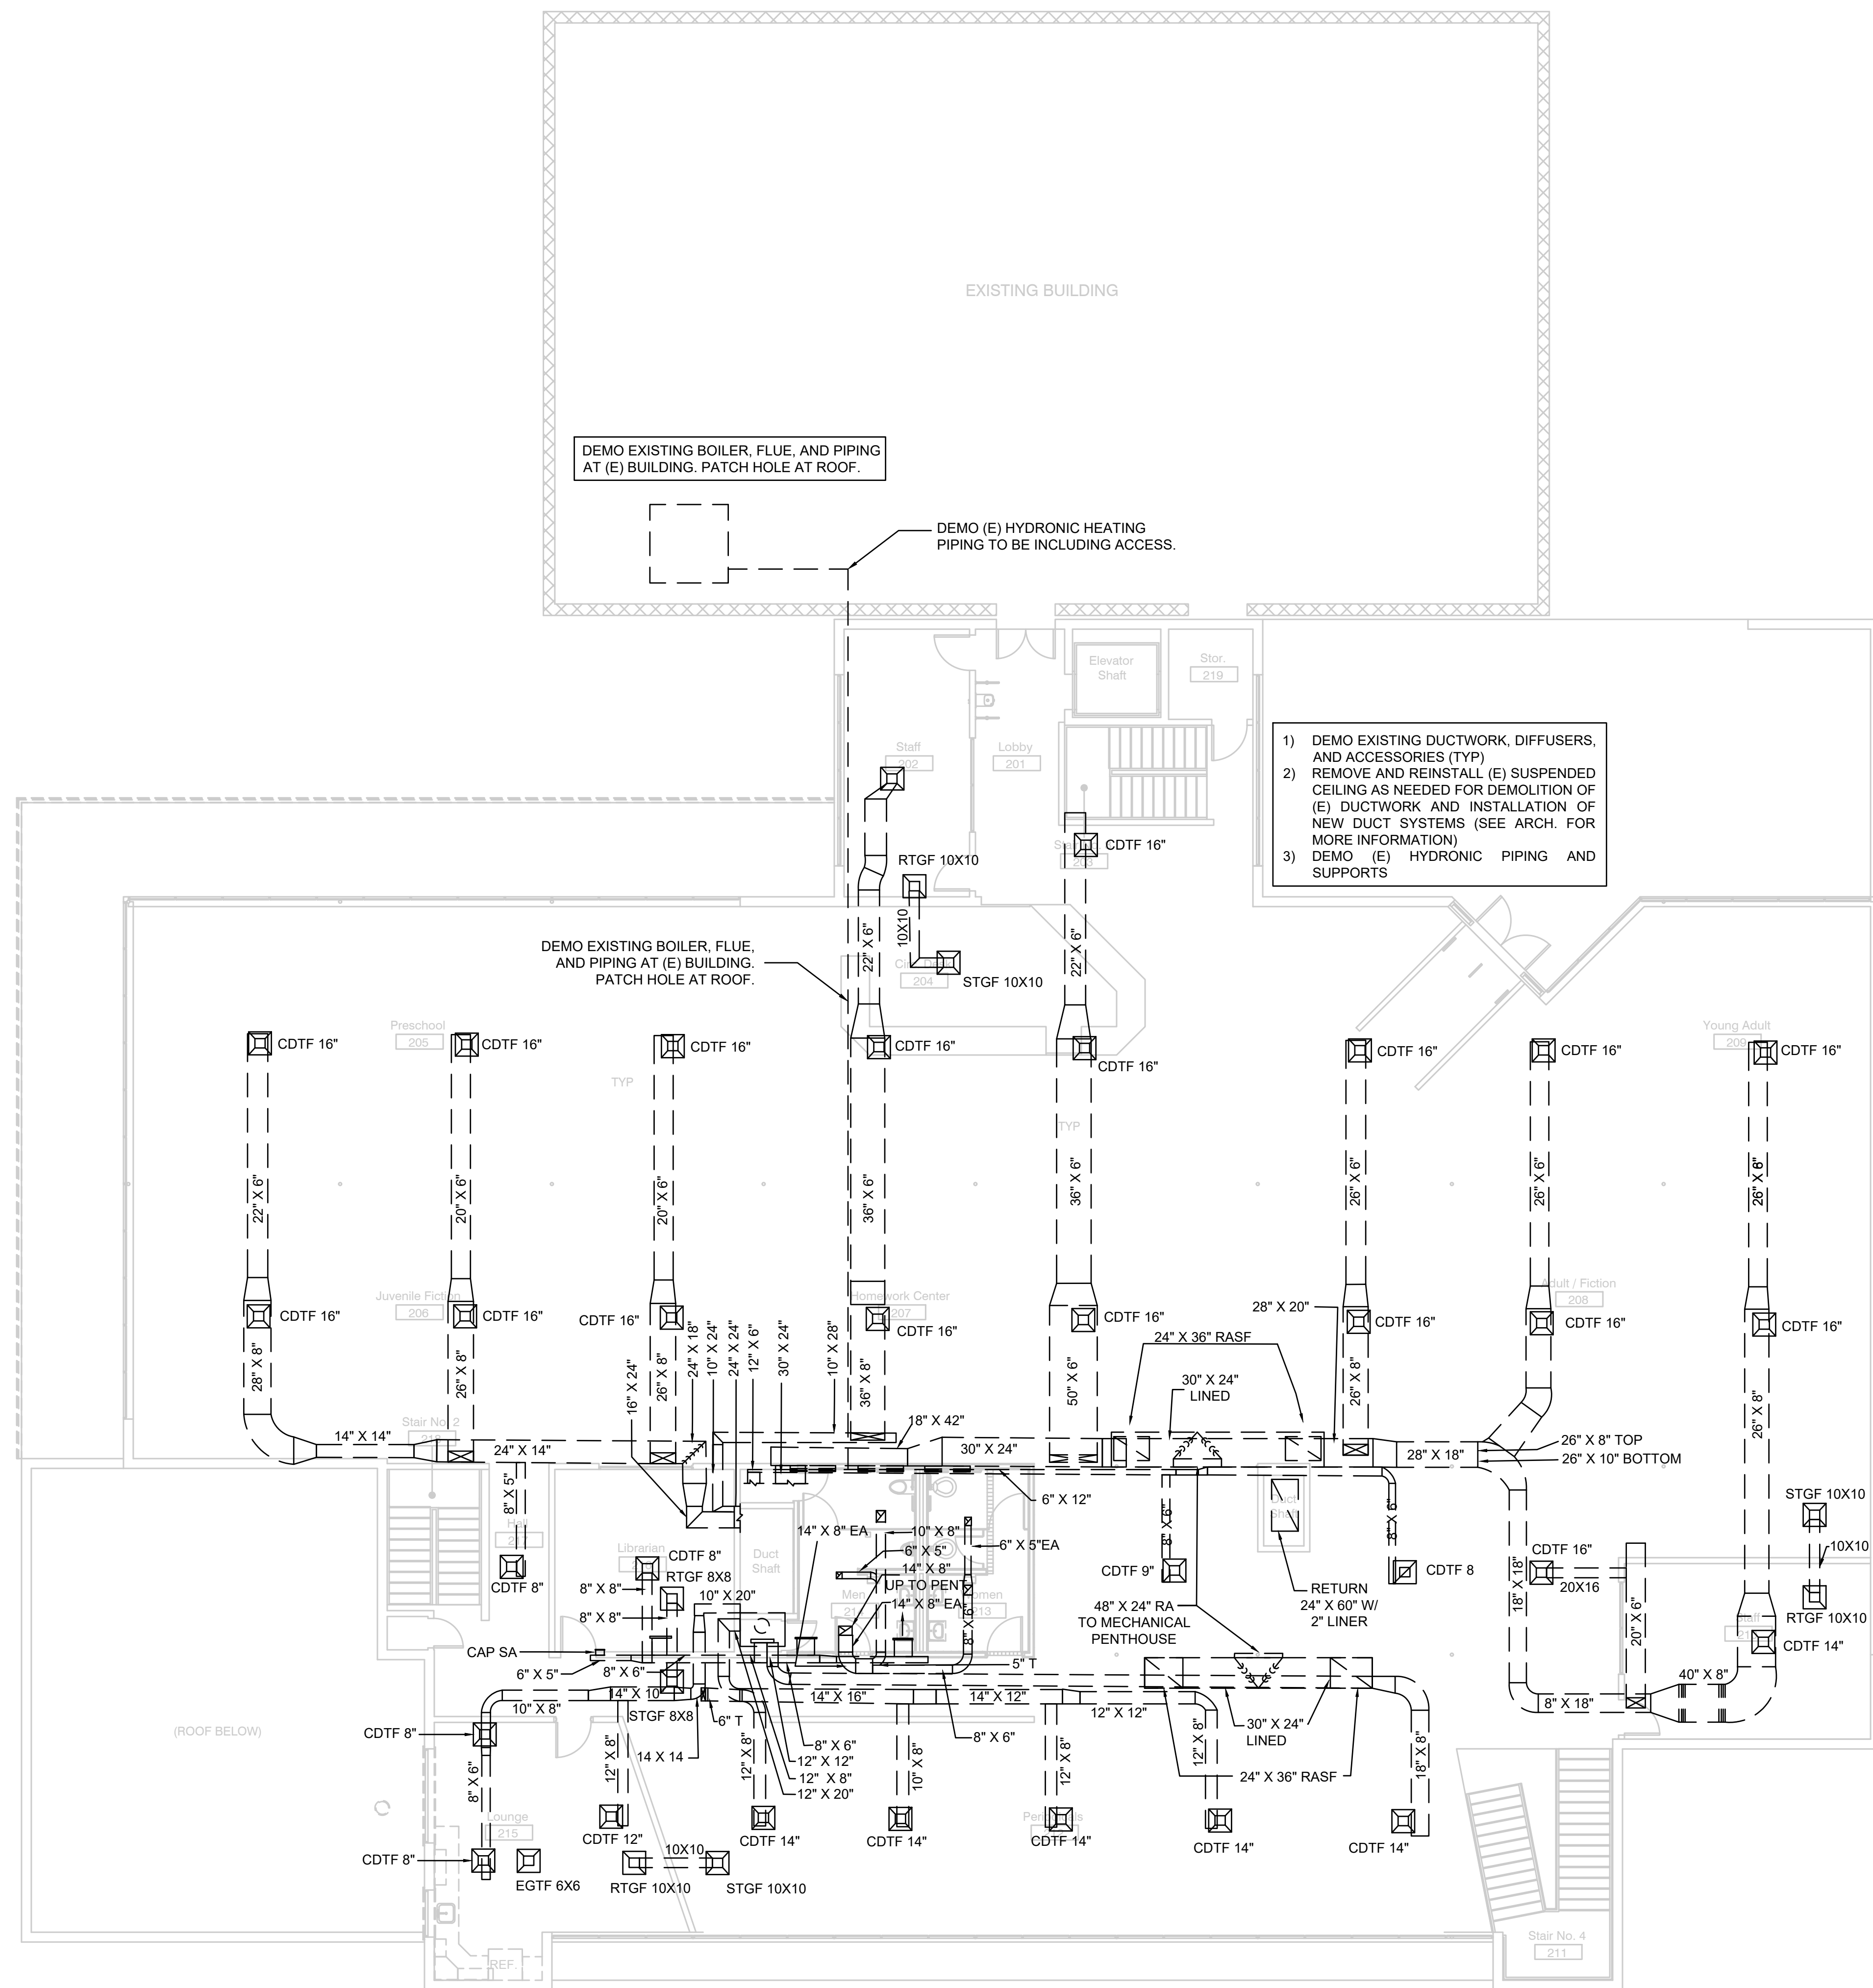 EXISTING BUILDING
DEMO EXISTING BOILER, FLUE, AND PIPING
AT (E) BUILDING. PATCH HOLE AT ROOF.
DEMO (E) HYDRONIC HEATING
PIPING TO BE INCLUDING ACCESS.
Elevator
Shaft
Stor.
219
Staff
202
Lobby
201
1) DEMO EXISTING DUCTWORK, DIFFUSERS,
AND ACCESSORIES (TYP)
2) REMOVE AND REINSTALL (E) SUSPENDED
CEILING AS NEEDED FOR DEMOLITION OF
(E) DUCTWORK AND INSTALLATION OF
NEW DUCT SYSTEMS (SEE ARCH. FOR
MORE INFORMATION)
3) DEMO (E) HYDRONIC PIPING AND
SUPPORTS
CDTF 16"
203
RTGF 10X10
10X10
22" X 6"
22" X 6"
DEMO EXISTING BOILER, FLUE,
AND PIPING AT (E) BUILDING.
PATCH HOLE AT ROOF.
204
STGF 10X10
Preschool
205
Young Adult
209
CDTF 16"
CDTF 16"
CDTF 16"
CDTF 16"
CDTF 16"
CDTF 16"
CDTF 16"
CDTF 16"
TYP
TYP
22" X 6"
20" X 6"
20" X 6"
36" X 6"
36" X 6"
26" X 6"
26" X 6"
26" X 6"
Juvenile Fiction
206
Homework Center
207
Adult / Fiction
208
CDTF 16"
CDTF 16"
CDTF 16"
CDTF 16"
CDTF 16"
CDTF 16"
CDTF 16"
CDTF 16"
28" X 20"
24" X 36" RASF
30" X 24"
LINED
28" X 8"
26" X 8"
16" X 24"
26" X 8"
24" X 18"
10" X 24"
24" X 24"
12" X 6"
30" X 24"
10" X 28"
36" X 8"
50" X 6"
26" X 8"
26" X 8"
18" X 42"
Stair No. 2
218
14" X 14"
24" X 14"
30" X 24"
28" X 18"
26" X 8" TOP
26" X 10" BOTTOM
6" X 12"
8" X 5"
Hall
8" X 6"
Duct
Shaft
8" X 6"
STGF 10X10
10X10
14" X 8" EA
10" X 8"
6" X 5"
6" X 5"EA
14" X 8"
UP TO PENT.
14" X 8" EA
Librarian
CDTF 8"
RTGF 8X8
Duct
Shaft
CDTF 8"
CDTF 9"
CDTF 8
CDTF 16"
20X16
8" X 8"
8" X 8"
10" X 20"
Men
Women
213
8" X 6"
RETURN
24" X 60" W/
2" LINER
48" X 24" RA
TO MECHANICAL
PENTHOUSE
18" X 18"
20" X 6"
Staff
RTGF 10X10
CDTF 14"
CAP SA
6" X 5"
8" X 6"
5" T
40" X 8"
10" X 8"
14" X 10
STGF 8X8
6" T
14" X 16"
14" X 12"
12" X 12"
8" X 18"
(ROOF BELOW)
CDTF 8"
14 X 14
8" X 6"
12" X 12"
12" X 8"
12" X 20"
8" X 6"
30" X 24"
LINED
24" X 36" RASF
8" X 6"
12" X 8"
12" X 8"
10" X 8"
12" X 8"
12" X 8"
18" X 8"
Lounge
215
CDTF 12"
CDTF 14"
CDTF 14"
CDTF 14"
CDTF 14"
CDTF 14"
CDTF 8"
EGTF 6X6
10X10
RTGF 10X10
STGF 10X10
REF.
Stair No. 4
211